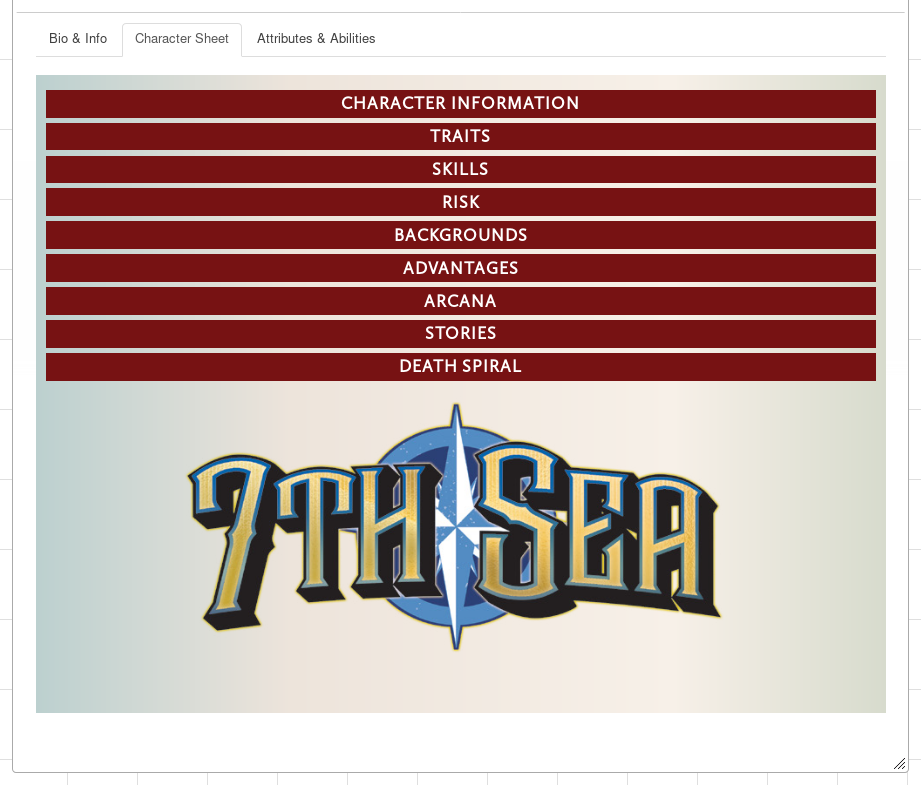 Bio & Info
Character Sheet
Attributes & Abilities
CHARACTER INFORMATION
TRAITS
SKILLS
RISK
BACKGROUNDS
ADVANTAGES
ARCANA
STORIES
DEATH SPIRAL
7TH SEA